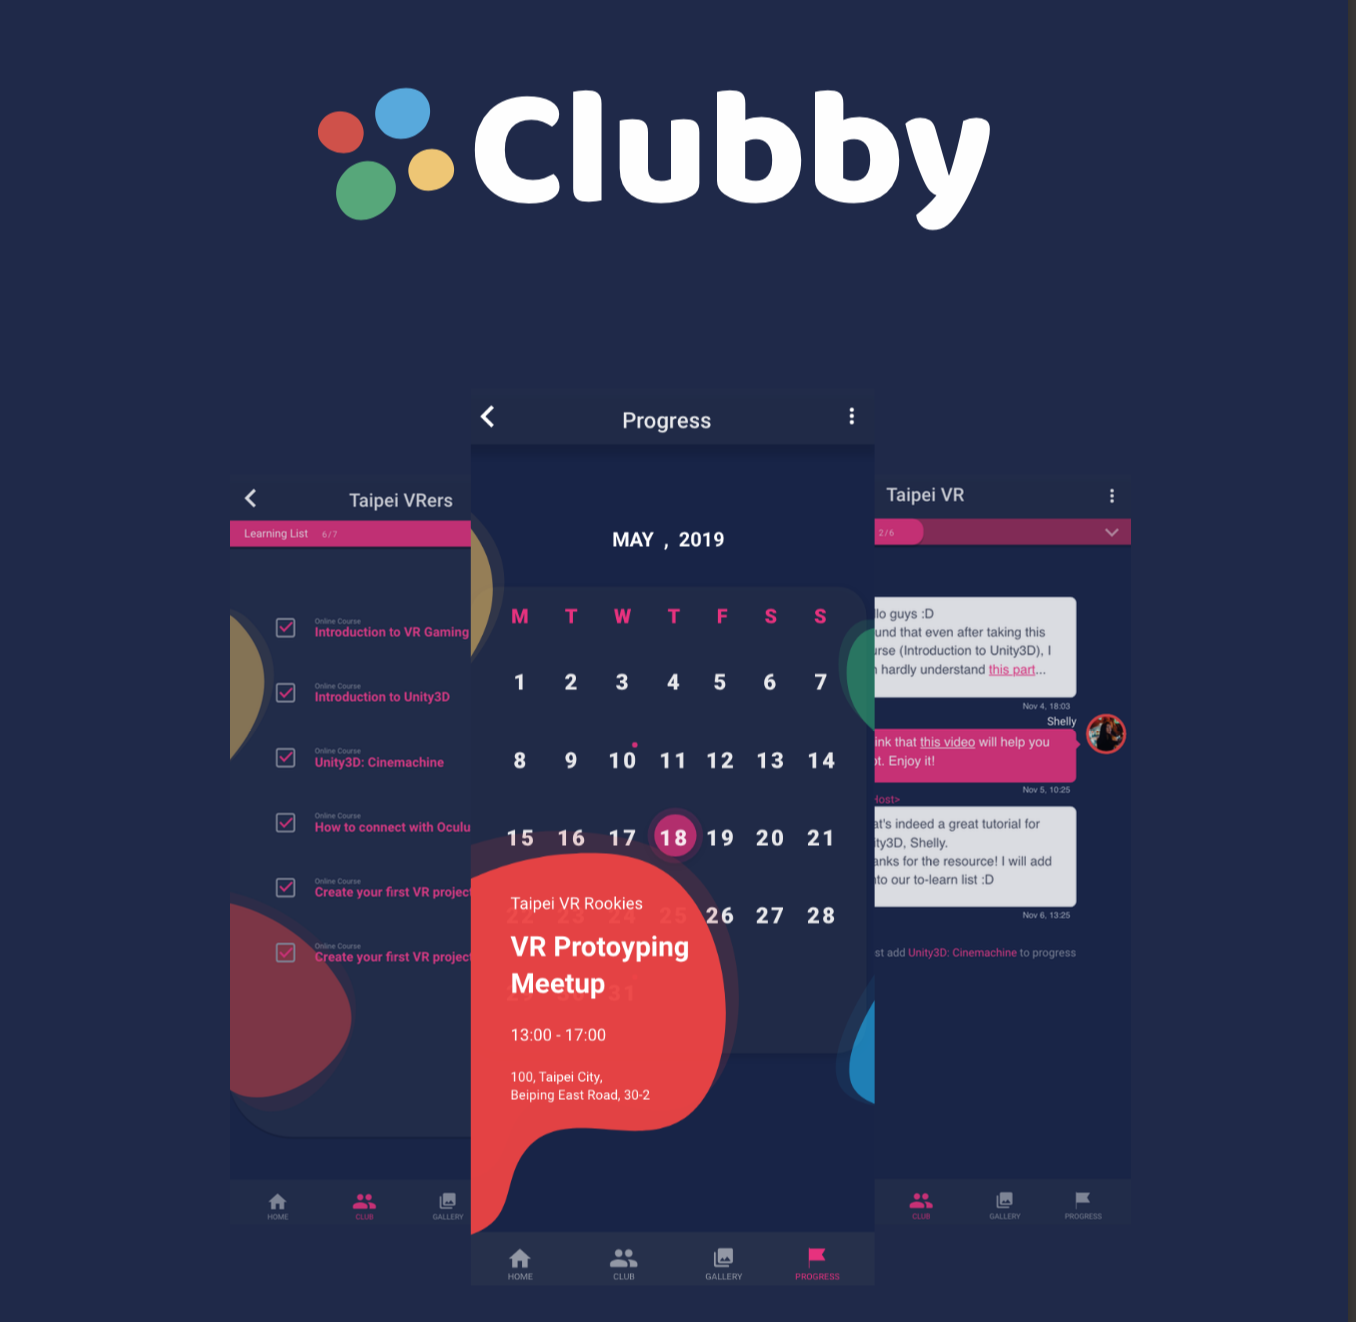 Clubby
Progress
MAY , 2019
M T W T F S S
1 2 3 4 5 6 7
8 9 10 11 12 13 14
15 16 17 18 19 20 21
22 23 24 25 26 27 28
31
Taipei VR Rookies
VR Protoyping
Meetup
13:00 - 17:00
100, Taipei City,
Beiping East Road, 30-2
HOME CLUB GALLERY PROGRESS
Taipei VRers
Learning List 6/7
Online Course
Introduction to VR Gaming
Online Course
Introduction to Unity3D
Online Course
Unity3D: Cinemachine
Online Course
How to connect with Oculu
Online Course
Create your first VR project
Online Course
Create your first VR project
HOME CLUB GALLERY
Taipei VR
2/6
lo guys :D
und that even after taking this
urse (Introduction to Unity3D), I
hardly understand this part...
Nov 4, 18:03
Shelly
ink that this video will help you
ot. Enjoy it!
Nov 5, 10:25
Host>
at's indeed a great tutorial for
ity3D, Shelly.
anks for the resource! I will add
nto our to-learn list :D
Nov 6, 13:25
st add Unity3D: Cinemachine to progress
CLUB GALLERY PROGRESS